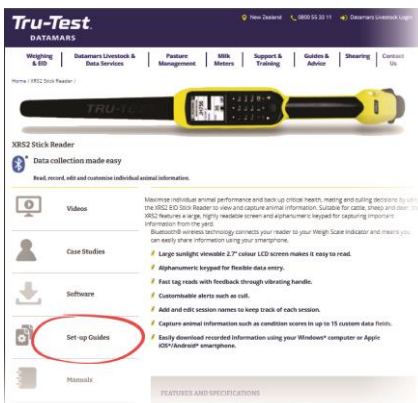 Tru-Test
DATAMARS
New Zealand 0800 55 33 11 Datamars Livestock Login
Weighing & EID
Datamars Livestock & Data Services
Pasture Management
Milk Meters
Support & Training
Guides & Advice
Shearing
Contact Us
Home / XRS2 Stick Reader /
TRU-TEST
XRS2 Stick Reader
Data collection made easy
Read, record, edit and customise individual animal information.
Videos
Case Studies
Software
Set-up Guides
Manuals
Maximise individual animal performance and back up critical health, mating and culling decisions by
the XRS2 EID Stick Reader to view and capture animal information. Suitable for cattle, sheep and deer,
XRS2 features a large, highly readable screen and alphanumeric keypad for capturing important
information from the yard.
Bluetooth® wireless technology connects your reader to your Weigh Scale Indicator and means you
can easily share information using your smartphone.
Large sunlight viewable 2.7" colour LCD screen makes it easy to read.
Alphanumeric keypad for flexible data entry.
Fast tag reads with feedback through vibrating handle.
Customisable alerts such as cull.
Add and edit session names to keep track of each session.
Capture animal information such as condition scores in up to 15 custom data fields.
Easily download recorded information using your Windows® computer or Apple
iOS®/Android® smartphone.
FEATURES AND SPECIFICATIONS